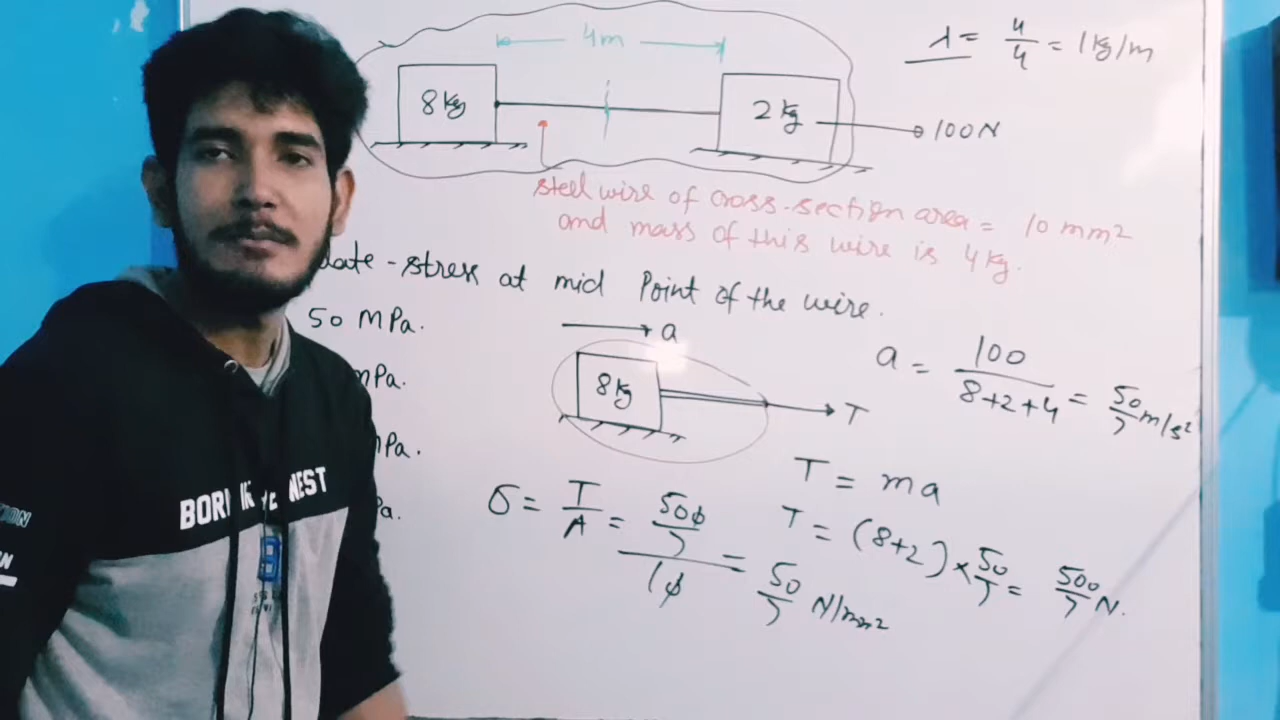 4m
8 kg
2 kg
100N
λ = 4/4 = 1 kg/m
steel wire of cross-section area = 10 mm²
and mass of this wire is 4 kg.
-stress at mid Point of the wire.
50 MPa.
mPa.
mPa.
a.
a
8 kg
T
a = 100/(8+2+4) = 50/7 m/s²
T = ma
T = (8+2) × 50/7 = 500/7 N.
σ = T/A = (500/7)/10 = 50/7 N/mm²
BORN
NEST